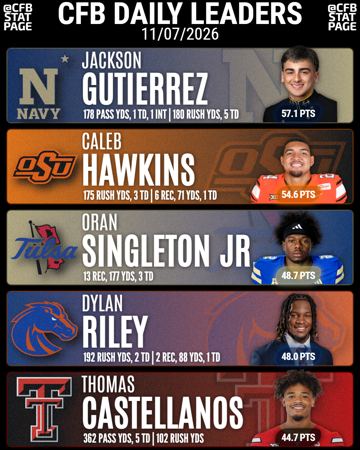 @CFB
STAT
PAGE
CFB DAILY LEADERS
11/07/2026
@CFB
STAT
PAGE
N
NAVY
JACKSON
GUTIERREZ
178 PASS YDS, 1 TD, 1 INT | 180 RUSH YDS, 5 TD
57.1 PTS
OSU
CALEB
HAWKINS
175 RUSH YDS, 3 TD | 6 REC, 71 YDS, 1 TD
54.6 PTS
Tulsa
ORAN
SINGLETON JR.
13 REC, 177 YDS, 3 TD
48.7 PTS
DYLAN
RILEY
192 RUSH YDS, 2 TD | 2 REC, 88 YDS, 1 TD
48.0 PTS
T
THOMAS
CASTELLANOS
362 PASS YDS, 5 TD | 102 RUSH YDS
44.7 PTS